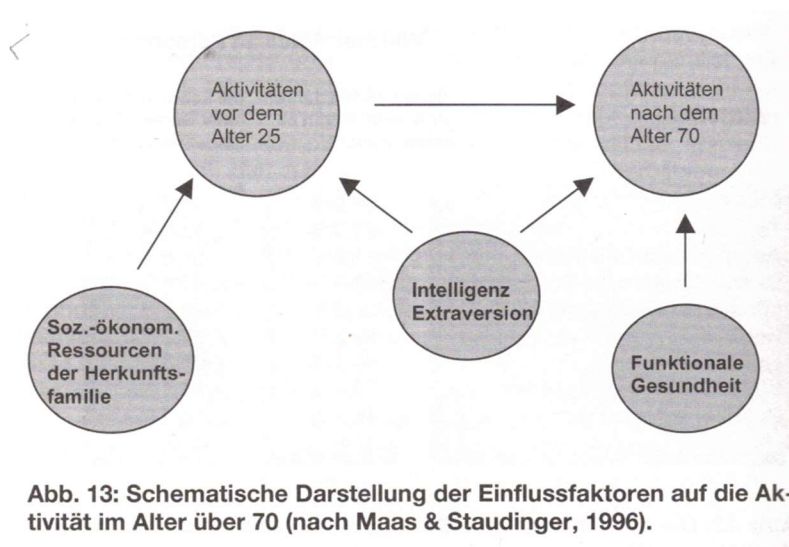 Aktivitäten
vor dem
Alter 25
Aktivitäten
nach dem
Alter 70
Intelligenz
Extraversion
Soz.-ökonom.
Ressourcen
der Herkunfts-
familie
Funktionale
Gesundheit
Abb. 13: Schematische Darstellung der Einflussfaktoren auf die Ak-
tivität im Alter über 70 (nach Maas & Staudinger, 1996).